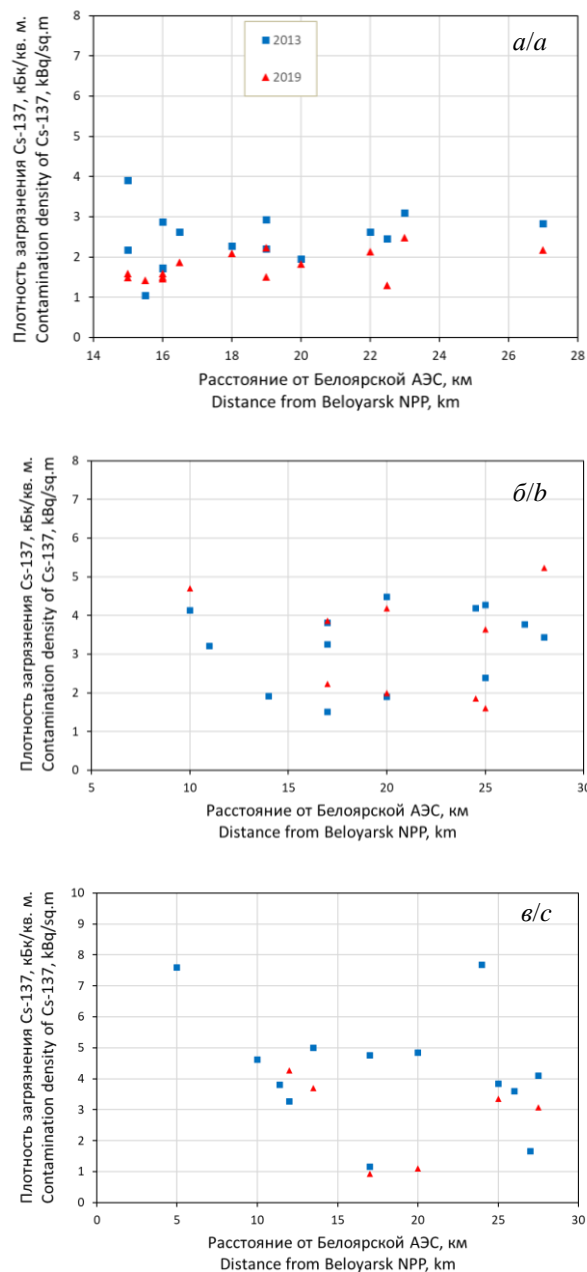 8
7
6
5
4
3
2
1
0
Плотность загрязнения Cs-137, кБк/кв. м.
Contamination density of Cs-137, kBq/sq.m
2013
2019
а/a
14 16 18 20 22 24 26 28
Расстояние от Белоярской АЭС, км
Distance from Beloyarsk NPP, km
8
7
6
5
4
3
2
1
0
Плотность загрязнения Cs-137, кБк/кв. м.
Contamination density of Cs-137, kBq/sq.m
б/b
5 10 15 20 25 30
Расстояние от Белоярской АЭС, км
Distance from Beloyarsk NPP, km
10
9
8
7
6
5
4
3
2
1
0
Плотность загрязнения Cs-137, кБк/кв. м.
Contamination density of Cs-137, kBq/sq.m
в/c
0 5 10 15 20 25 30
Расстояние от Белоярской АЭС, км
Distance from Beloyarsk NPP, km